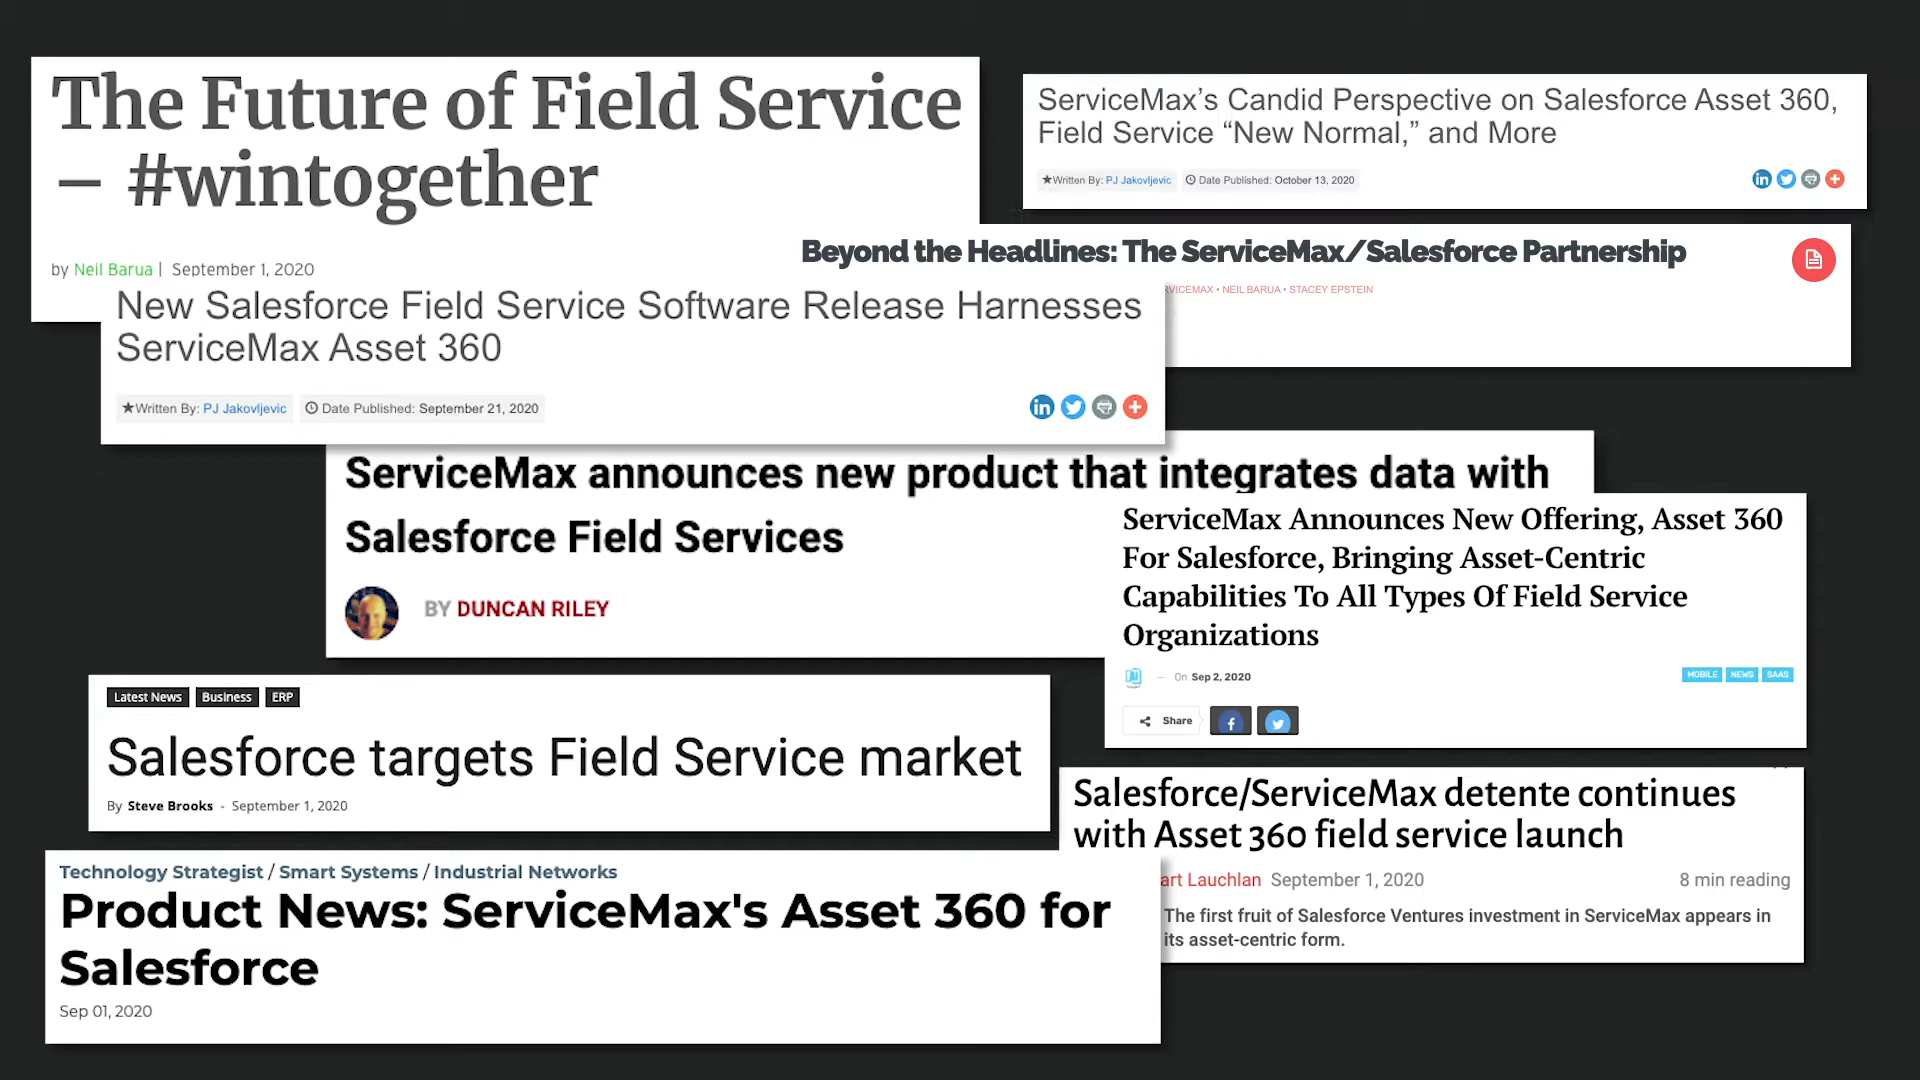 The Future of Field Service
– #wintogether
by Neil Barua | September 1, 2020
ServiceMax’s Candid Perspective on Salesforce Asset 360,
Field Service “New Normal,” and More
★Written By: PJ Jakovljevic Date Published: October 13, 2020
Beyond the Headlines: The ServiceMax/Salesforce Partnership
• NEIL BARUA • STACEY EPSTEIN
New Salesforce Field Service Software Release Harnesses
ServiceMax Asset 360
★Written By: PJ Jakovljevic Date Published: September 21, 2020
ServiceMax announces new product that integrates data with
Salesforce Field Services
BY DUNCAN RILEY
ServiceMax Announces New Offering, Asset 360
For Salesforce, Bringing Asset-Centric
Capabilities To All Types Of Field Service
Organizations
— On Sep 2, 2020
MOBILE NEWS SAAS
Share
Latest News Business ERP
Salesforce targets Field Service market
By Steve Brooks - September 1, 2020
Salesforce/ServiceMax detente continues
with Asset 360 field service launch
art Lauchlan September 1, 2020 8 min reading
The first fruit of Salesforce Ventures investment in ServiceMax appears in
its asset-centric form.
Technology Strategist / Smart Systems / Industrial Networks
Product News: ServiceMax's Asset 360 for
Salesforce
Sep 01, 2020